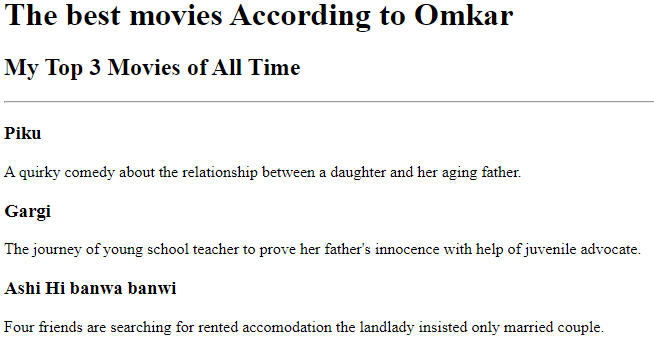 The best movies According to Omkar
My Top 3 Movies of All Time
Piku
A quirky comedy about the relationship between a daughter and her aging father.
Gargi
The journey of young school teacher to prove her father's innocence with help of juvenile advocate.
Ashi Hi banwa banwi
Four friends are searching for rented accomodation the landlady insisted only married couple.